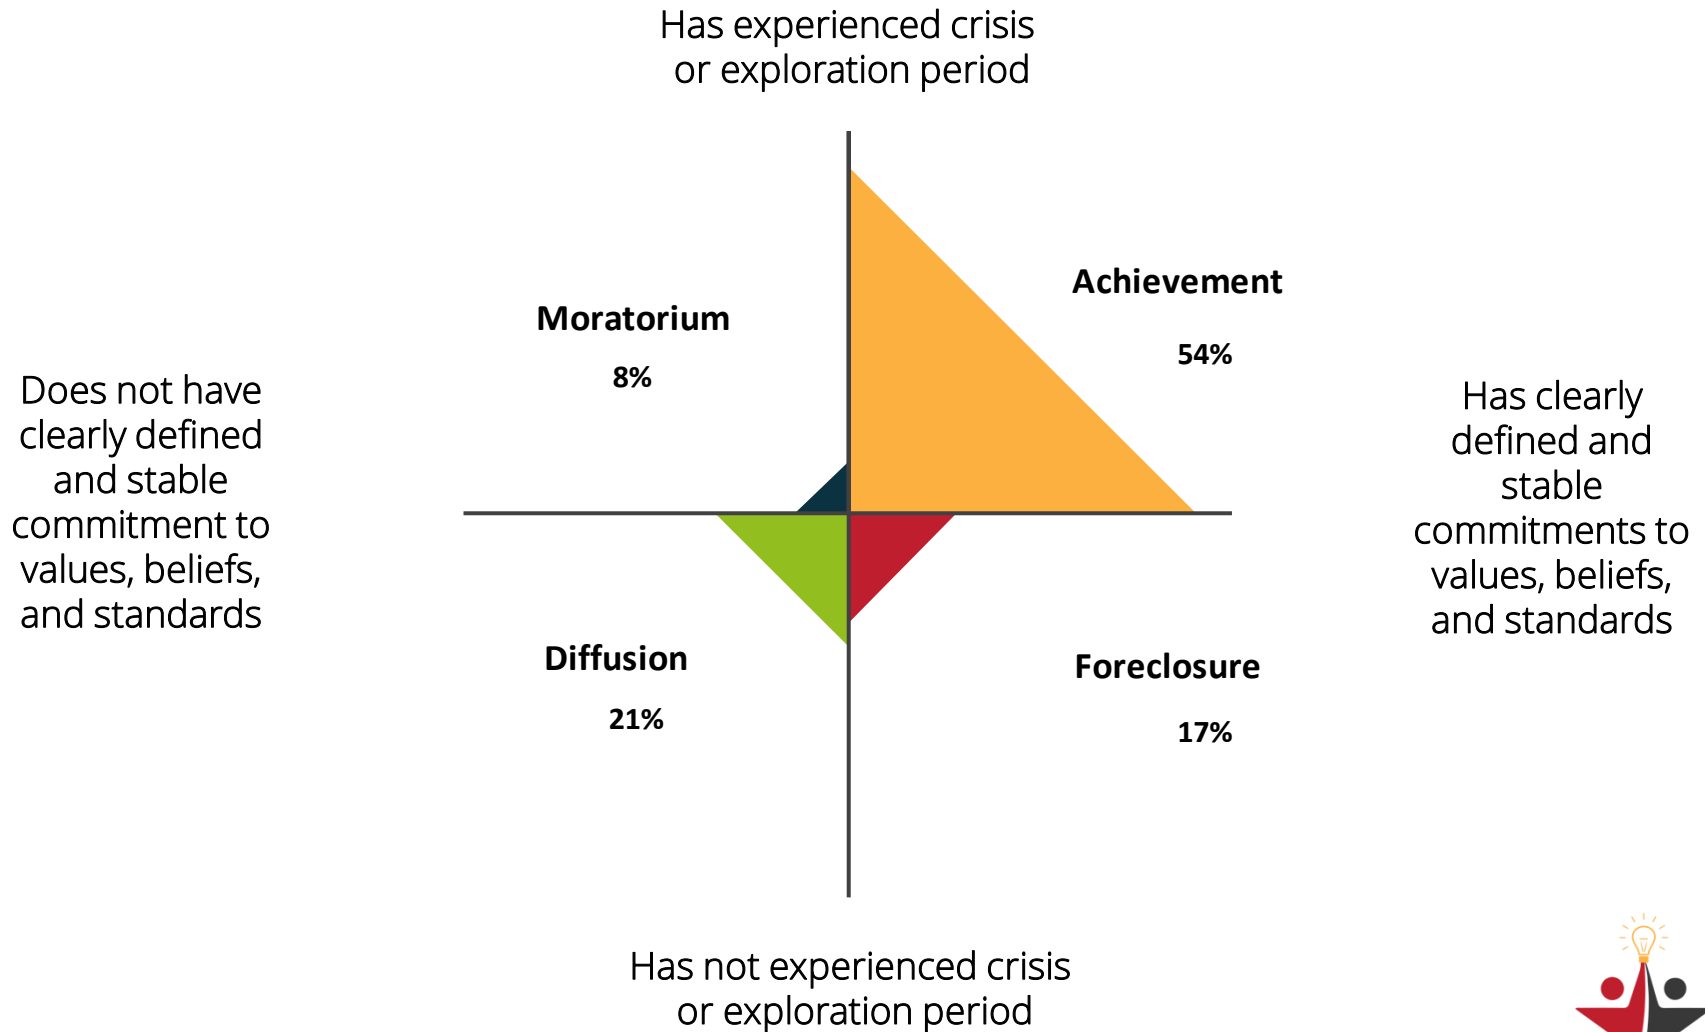 Has experienced crisis
or exploration period
Achievement
Moratorium
54%
8%
Does not have
clearly defined
and stable
commitment to
values, beliefs,
and standards
Has clearly
defined and
stable
commitments to
values, beliefs,
and standards
Diffusion
Foreclosure
21%
17%
Has not experienced crisis
or exploration period